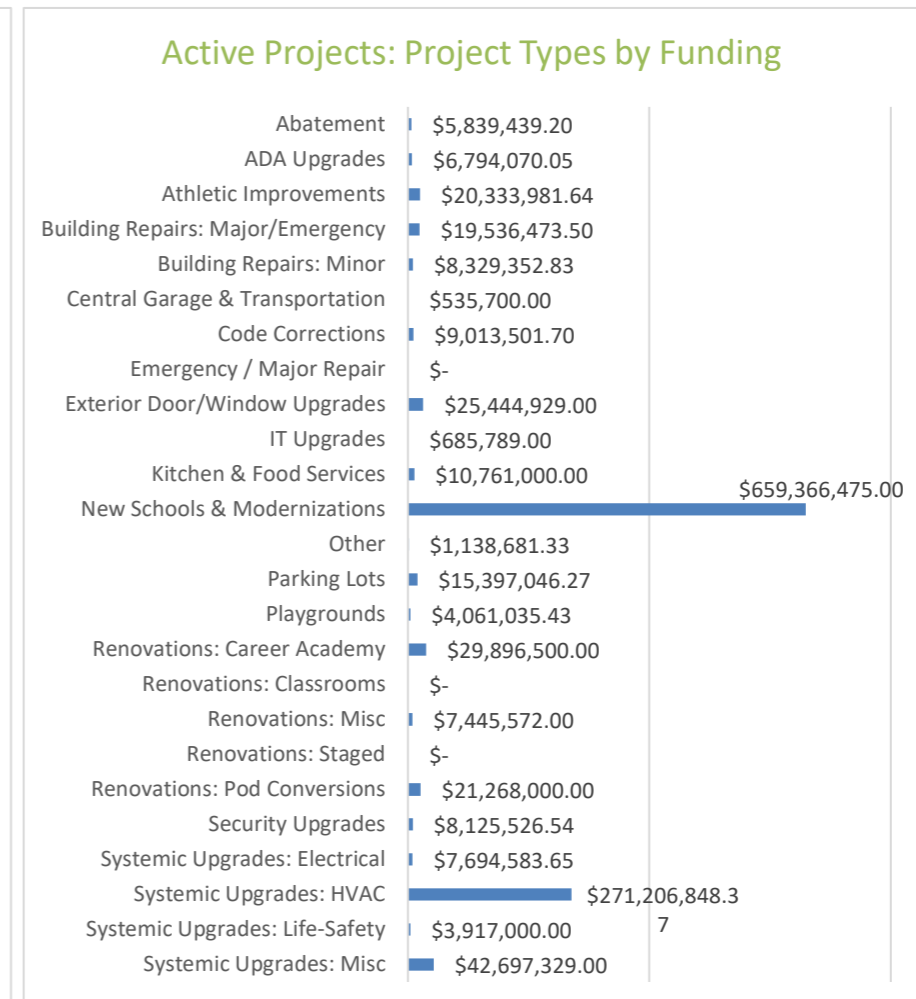 Active Projects: Project Types by Funding
Abatement $5,839,439.20
ADA Upgrades $6,794,070.05
Athletic Improvements $20,333,981.64
Building Repairs: Major/Emergency $19,536,473.50
Building Repairs: Minor $8,329,352.83
Central Garage & Transportation $535,700.00
Code Corrections $9,013,501.70
Emergency / Major Repair $-
Exterior Door/Window Upgrades $25,444,929.00
IT Upgrades $685,789.00
Kitchen & Food Services $10,761,000.00
New Schools & Modernizations $659,366,475.00
Other $1,138,681.33
Parking Lots $15,397,046.27
Playgrounds $4,061,035.43
Renovations: Career Academy $29,896,500.00
Renovations: Classrooms $-
Renovations: Misc $7,445,572.00
Renovations: Staged $-
Renovations: Pod Conversions $21,268,000.00
Security Upgrades $8,125,526.54
Systemic Upgrades: Electrical $7,694,583.65
Systemic Upgrades: HVAC $271,206,848.3
7
Systemic Upgrades: Life-Safety $3,917,000.00
Systemic Upgrades: Misc $42,697,329.00